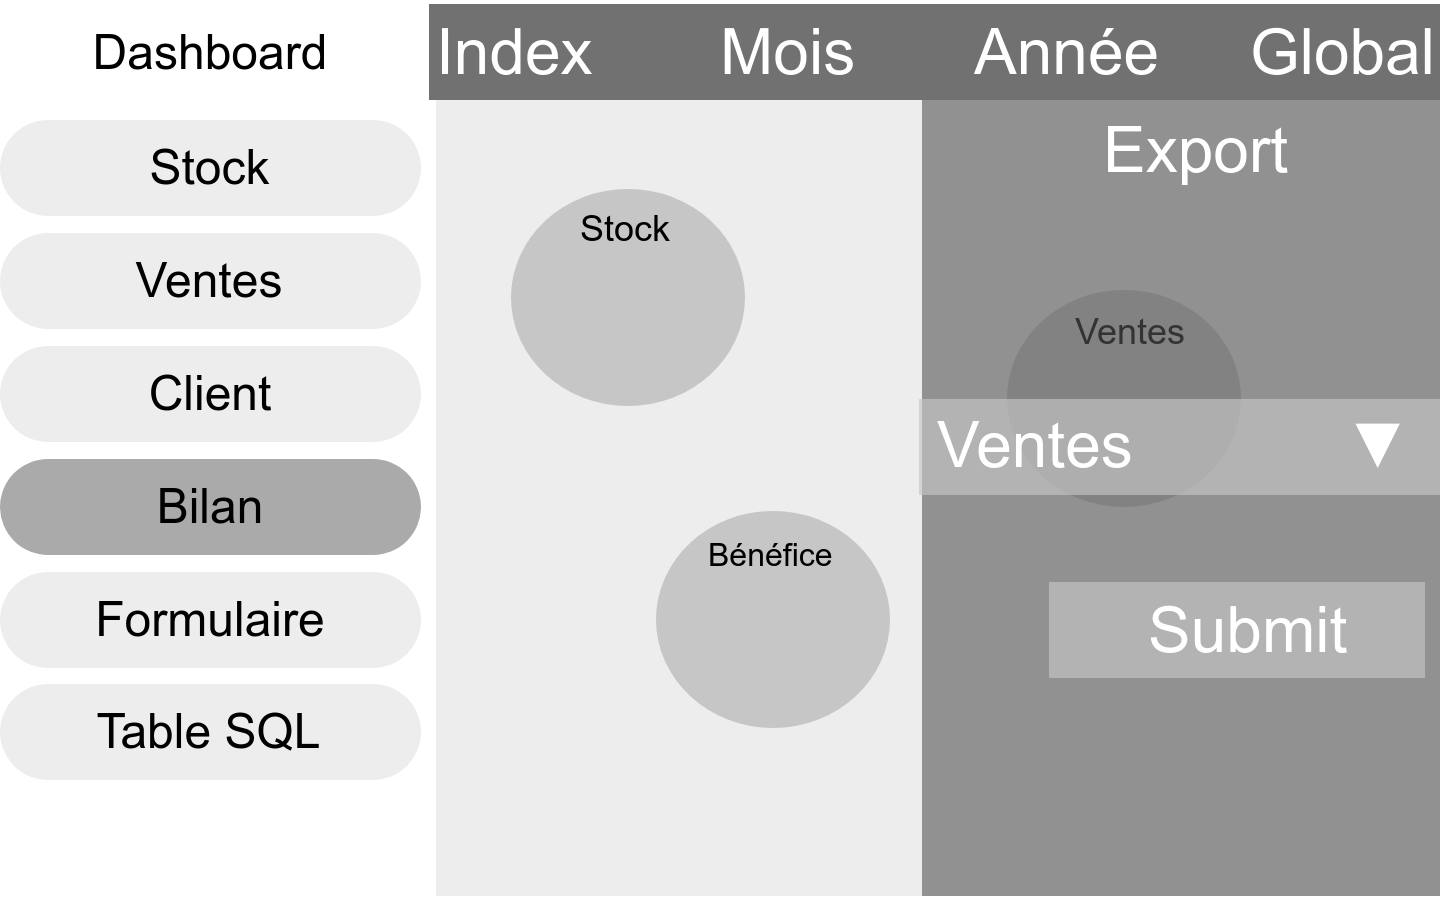 Dashboard
Index Mois Année Global
Stock
Ventes
Client
Bilan
Formulaire
Table SQL
Stock
Bénéfice
Export
Ventes
Ventes ▼
Submit